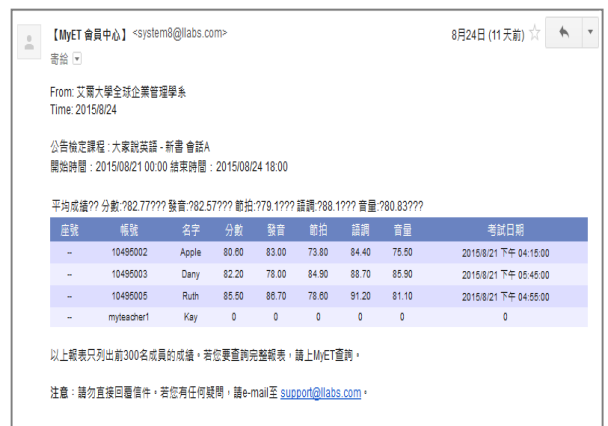 【MyET 會員中心】 <system8@llabs.com>
8月24日 (11 天前)
寄給
From: 艾爾大學全球企業管理學系
Time: 2015/8/24
公告檢定課程 : 大家說英語 - 新書 會話A
開始時間 : 2015/08/21 00:00 結束時間 : 2015/08/24 18:00
平均成績?? 分數:?82.77??? 發音:?82.57??? 節拍:?79.1??? 語調:?88.1??? 音量:?80.83???
座號 帳號 名字 分數 發音 節拍 語調 音量 考試日期
-- 10495002 Apple 80.60 83.00 73.80 84.40 75.50 2015/8/21 下午 04:15:00
-- 10495003 Dany 82.20 78.00 84.90 88.70 85.90 2015/8/21 下午 05:45:00
-- 10495005 Ruth 85.50 86.70 78.60 91.20 81.10 2015/8/21 下午 04:55:00
-- myteacher1 Kay 0 0 0 0 0 0
以上報表只列出前300名成員的成績。若您要查詢完整報表，請上MyET查詢。
注意：請勿直接回覆信件。若您有任何疑問，請e-mail至 support@llabs.com。